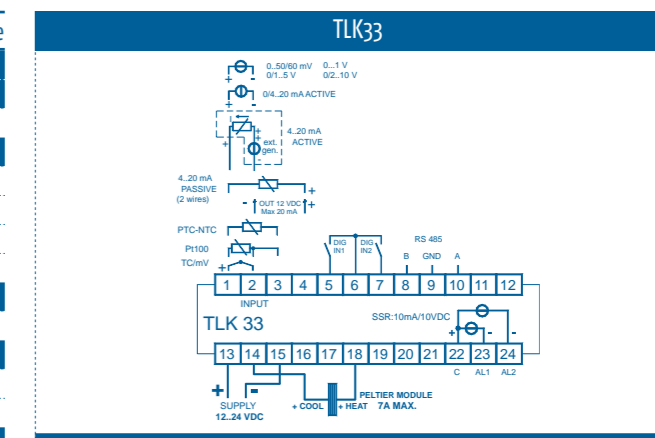 e
TLK33
0..50/60 mV 0...1 V
0/1..5 V 0/2..10 V
+ -
0/4..20 mA ACTIVE
+ -
4..20 mA
ACTIVE
+
+
+ ext.
gen.
-
4..20 mA
PASSIVE
(2 wires)
+
- OUT 12 VDC +
Max 20 mA
PTC-NTC
Pt100
TC/mV +
DIG
IN1
DIG
IN2
RS 485
B GND A
1 2 3 4 5 6 7 8 9 10 11 12
INPUT
TLK 33
SSR:10mA/10VDC
+ - -
13 14 15 16 17 18 19 20 21 22 23 24
C AL1 AL2
+ -
SUPPLY
12..24 VDC
+ COOL
+ HEAT
PELTIER MODULE
7A MAX.